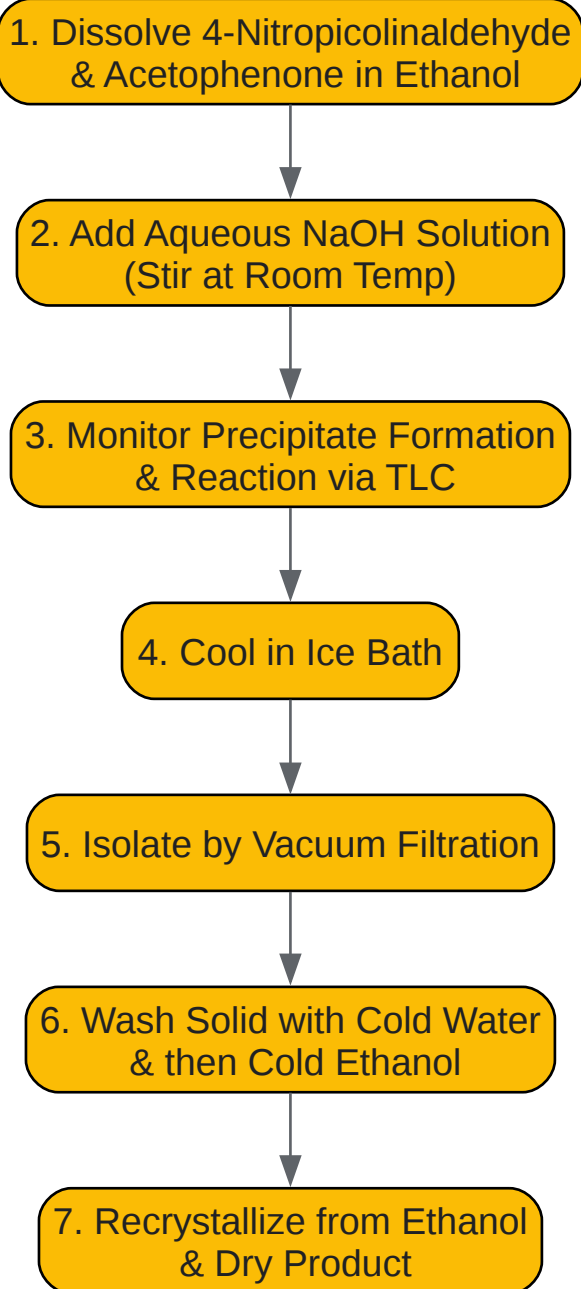 1. Dissolve 4-Nitropicolinaldehyde
& Acetophenone in Ethanol
2. Add Aqueous NaOH Solution
(Stir at Room Temp)
3. Monitor Precipitate Formation
& Reaction via TLC
4. Cool in Ice Bath
5. Isolate by Vacuum Filtration
6. Wash Solid with Cold Water
& then Cold Ethanol
7. Recrystallize from Ethanol
& Dry Product